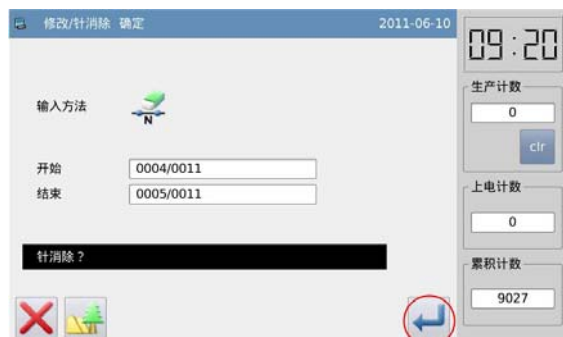 修改/针消除 确定 2011-06-10
09:20
输入方法
N
开始 0004/0011
结束 0005/0011
针消除？
生产计数
0
clr
上电计数
0
累积计数
9027